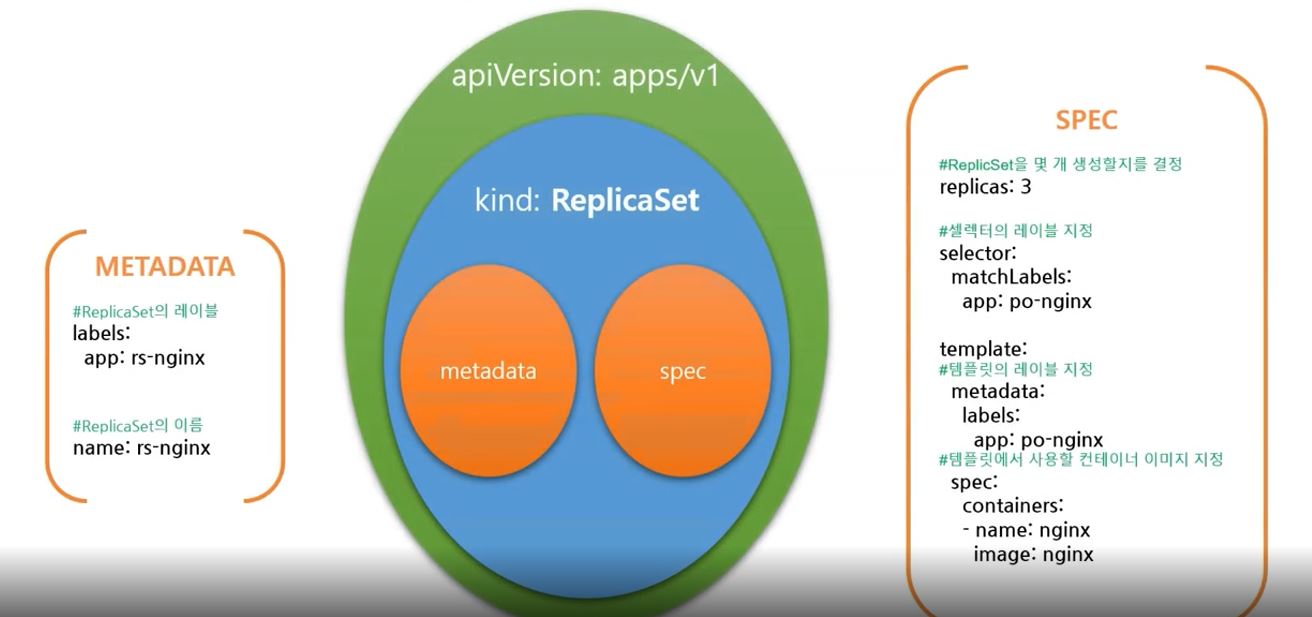 apiVersion: apps/v1
kind: ReplicaSet
metadata
spec
METADATA
#ReplicaSet의 레이블
labels:
app: rs-nginx
#ReplicaSet의 이름
name: rs-nginx
SPEC
#ReplicSet을 몇 개 생성할지를 결정
replicas: 3
#셀렉터의 레이블 지정
selector:
matchLabels:
app: po-nginx
template:
#템플릿의 레이블 지정
metadata:
labels:
app: po-nginx
#템플릿에서 사용할 컨테이너 이미지 지정
spec:
containers:
- name: nginx
image: nginx